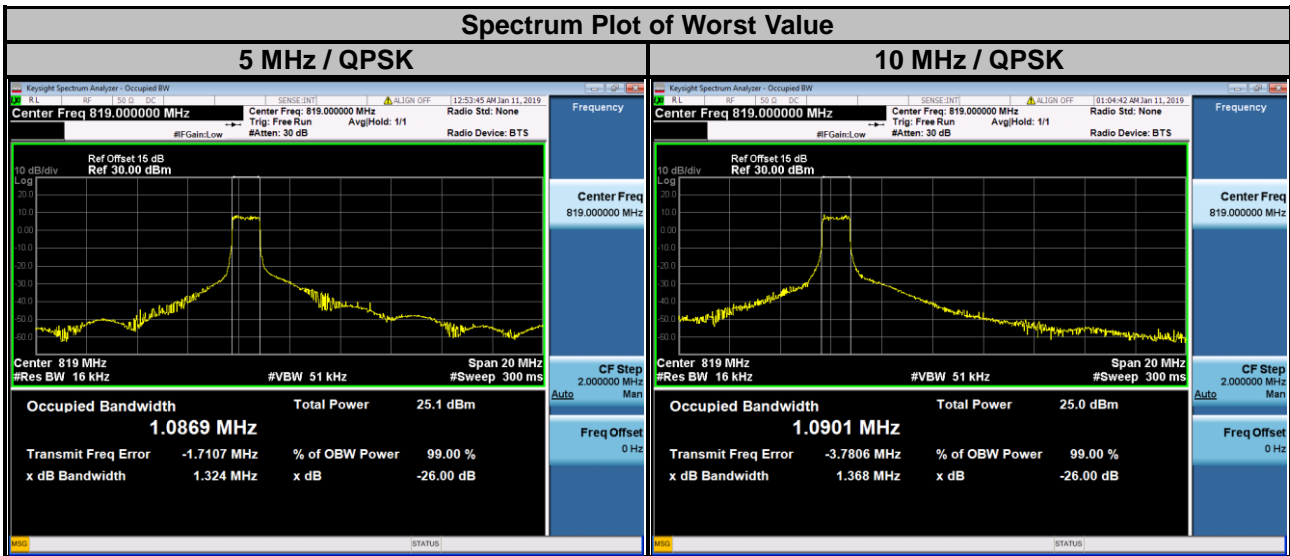 Spectrum Plot of Worst Value
5 MHz / QPSK
10 MHz / QPSK
Keysight Spectrum Analyzer - Occupied BW
RL RF 50 Ω DC SENSE:INT ALIGN OFF 12:53:45 AM Jan 11, 2019
Center Freq 819.000000 MHz
Center Freq: 819.000000 MHz
Radio Std: None
Trig: Free Run Avg|Hold: 1/1
#IFGain:Low
#Atten: 30 dB
Radio Device: BTS
Ref Offset 15 dB
10 dB/div Ref 30.00 dBm
Log
20.0
10.0
0.00
-10.0
-20.0
-30.0
-40.0
-50.0
-60.0
Center 819 MHz
Span 20 MHz
#Res BW 16 kHz
#VBW 51 kHz
#Sweep 300 ms
Occupied Bandwidth
Total Power 25.1 dBm
1.0869 MHz
Transmit Freq Error -1.7107 MHz % of OBW Power 99.00 %
x dB Bandwidth 1.324 MHz x dB -26.00 dB
MSG
STATUS
Frequency
Center Freq
819.000000 MHz
CF Step
2.000000 MHz
Auto Man
Freq Offset
0 Hz
Keysight Spectrum Analyzer - Occupied BW
RL RF 50 Ω DC SENSE:INT ALIGN OFF 01:04:42 AM Jan 11, 2019
Center Freq 819.000000 MHz
Center Freq: 819.000000 MHz
Radio Std: None
Trig: Free Run Avg|Hold: 1/1
#IFGain:Low
#Atten: 30 dB
Radio Device: BTS
Ref Offset 15 dB
10 dB/div Ref 30.00 dBm
Log
20.0
10.0
0.00
-10.0
-20.0
-30.0
-40.0
-50.0
-60.0
Center 819 MHz
Span 20 MHz
#Res BW 16 kHz
#VBW 51 kHz
#Sweep 300 ms
Occupied Bandwidth
Total Power 25.0 dBm
1.0901 MHz
Transmit Freq Error -3.7806 MHz % of OBW Power 99.00 %
x dB Bandwidth 1.368 MHz x dB -26.00 dB
MSG
STATUS
Frequency
Center Freq
819.000000 MHz
CF Step
2.000000 MHz
Auto Man
Freq Offset
0 Hz